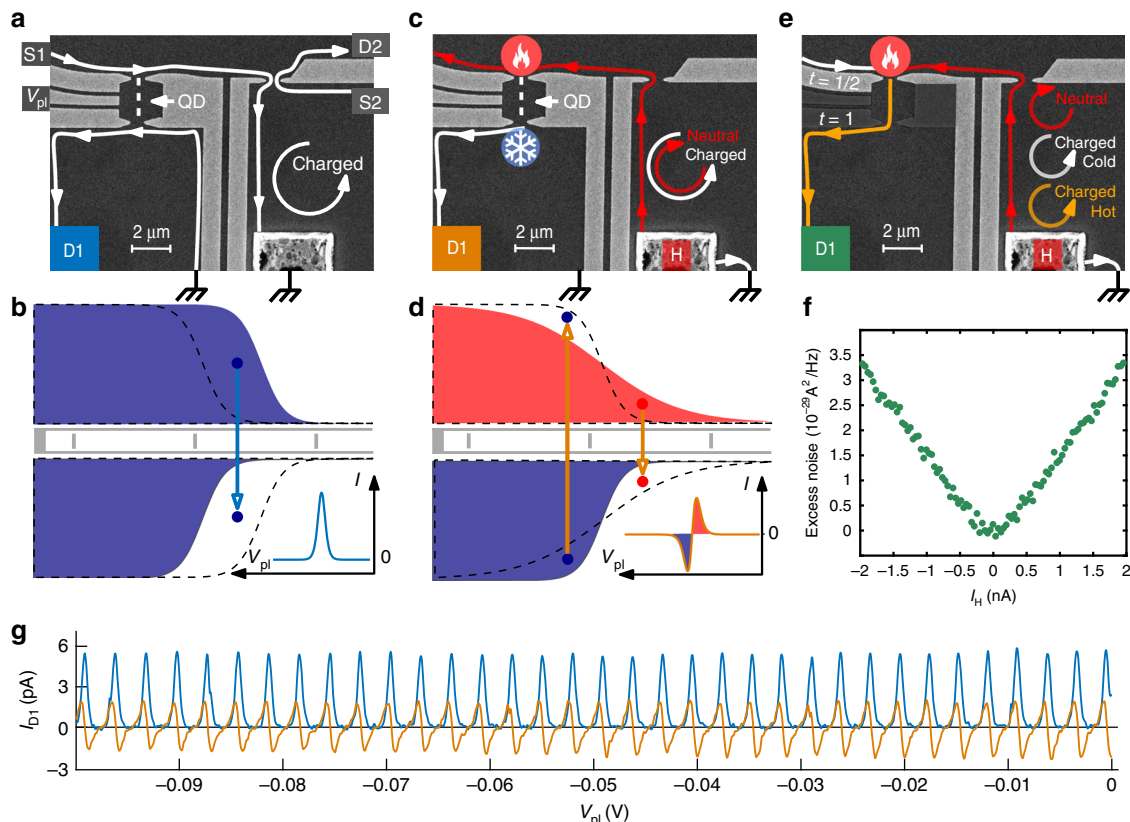 a
S1
D2
V_pl
QD
S2
Charged
2 μm
D1
c
QD
Neutral
Charged
2 μm
D1
H
e
t = 1/2
t = 1
Neutral
Charged
Cold
Charged
Hot
2 μm
D1
H
b
I
V_pl
0
d
I
V_pl
0
f
Excess noise (10⁻²⁹A²/Hz)
3.5
3
2.5
2
1.5
1
0.5
0
−2 −1.5 −1 −0.5 0 0.5 1 1.5 2
I_H (nA)
g
I_D1 (pA)
6
3
0
−3
−0.09 −0.08 −0.07 −0.06 −0.05 −0.04 −0.03 −0.02 −0.01 0
V_pl (V)